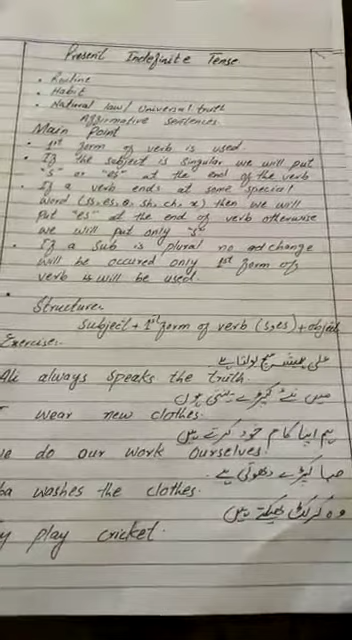 Present Indefinite Tense
• Routine
• Habit
• Natural law/Universal truth
Affirmative sentences
Main Point
• 1st form of verb is used.
• If the subject is singular we will put
"s" or "es" at the end of the verb
• If a verb ends at some special
word (ss, es, o, sh, ch, x) then we will
put "es" at the end of verb otherwise
we will put only "s"
• If a sub is plural no change
will be occured only 1st form of
verb is will be used.
Structure
subject + 1st form of verb (s,es) + object
Exercise.
علی ہمیشہ سچ بولتا ہے
Ali always speaks the truth.
میں نئے کپڑے پہنتی ہوں
wear new clothes.
ہم اپنا کام خود کرتے ہیں
do our work ourselves.
صبا کپڑے دھوتی ہے
ba washes the clothes.
وہ کرکٹ کھیلتے ہیں
y play cricket.